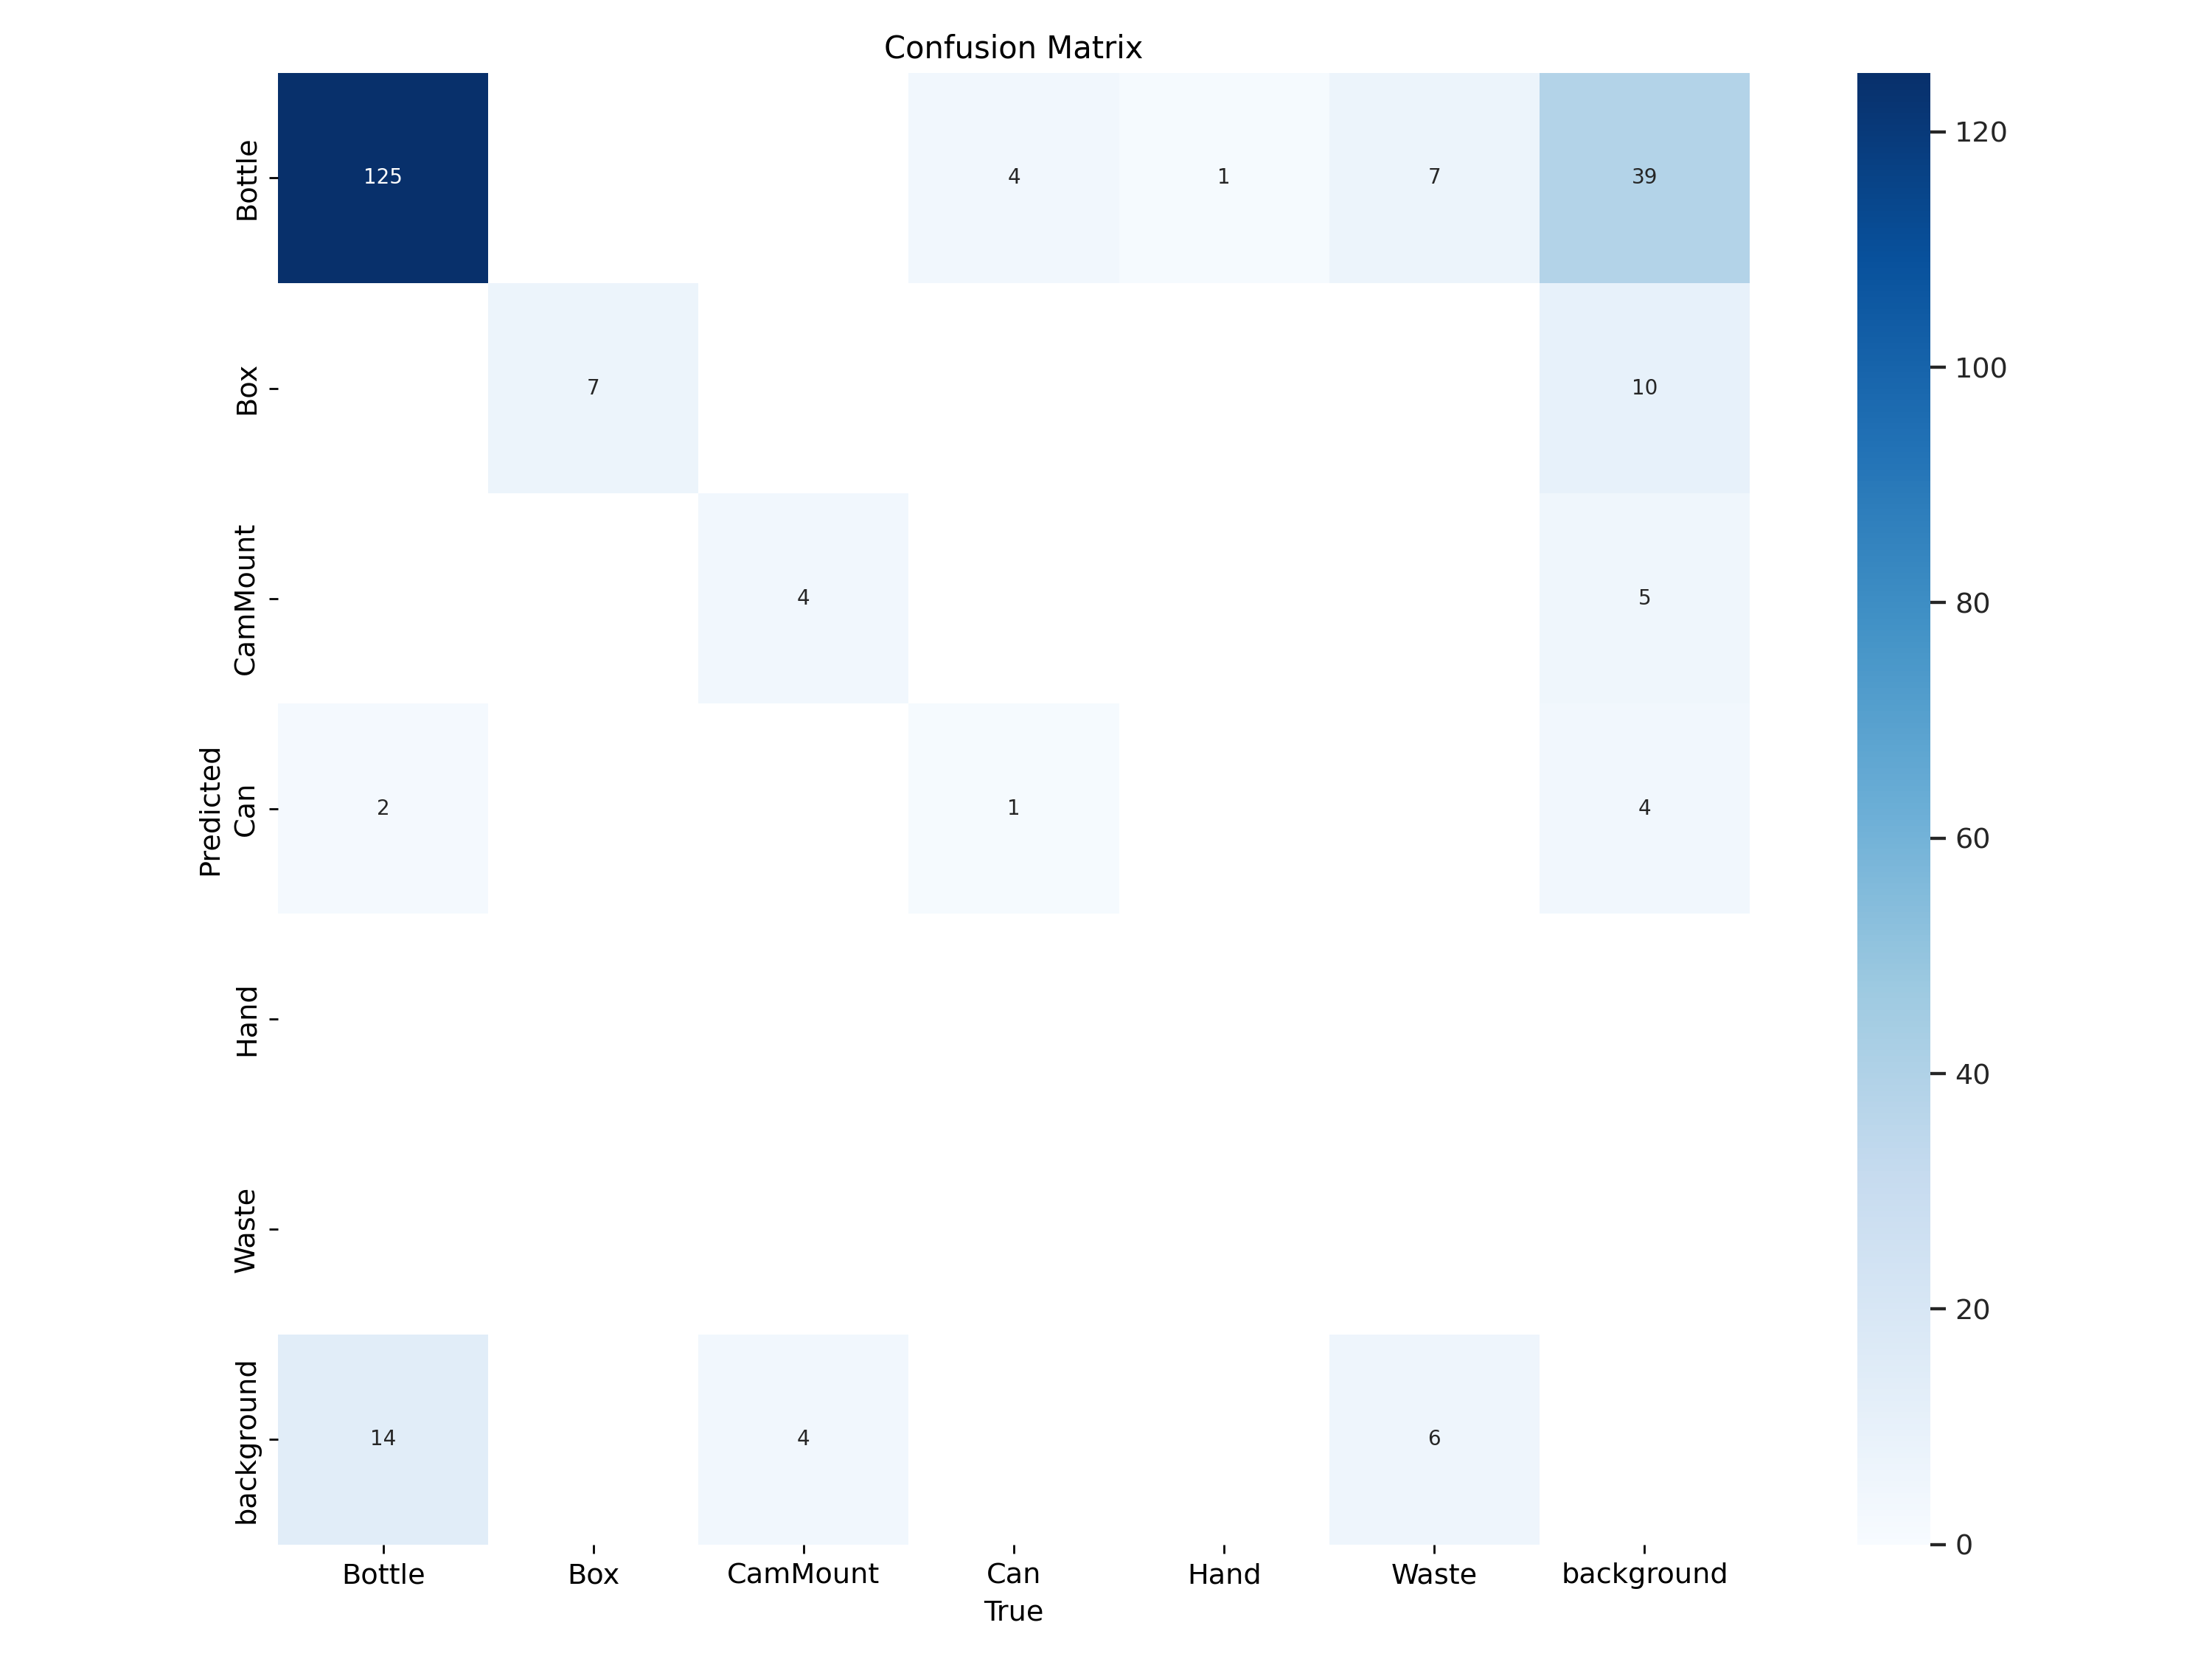 Confusion Matrix
Bottle
125
4
1
7
39
120
Box
7
10
100
CamMount
4
5
80
Predicted
Can
2
1
4
60
Hand
40
Waste
20
background
14
4
6
0
Bottle
Box
CamMount
Can
Hand
Waste
background
True